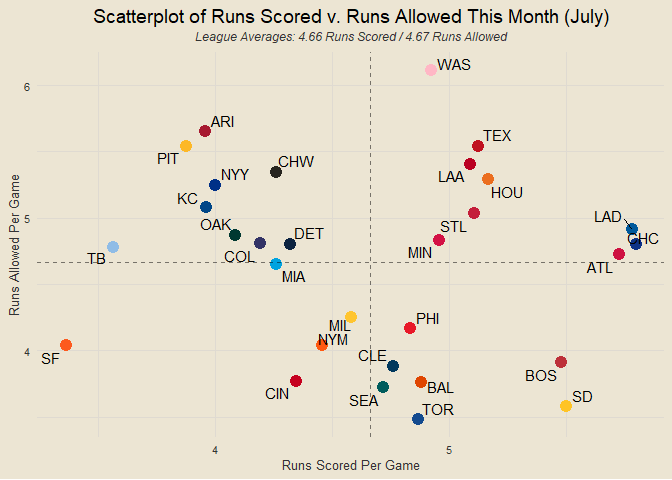 Scatterplot of Runs Scored v. Runs Allowed This Month (July)
League Averages: 4.66 Runs Scored / 4.67 Runs Allowed
WAS
6
ARI
TEX
PIT
CHW
LAA
NYY
HOU
KC
LAD
5
STL
OAK
DET
CHC
MIN
COL
TB
ATL
MIA
Runs Allowed Per Game
MIL
PHI
NYM
4
SF
CLE
BOS
CIN
BAL
SEA
SD
TOR
4
5
Runs Scored Per Game